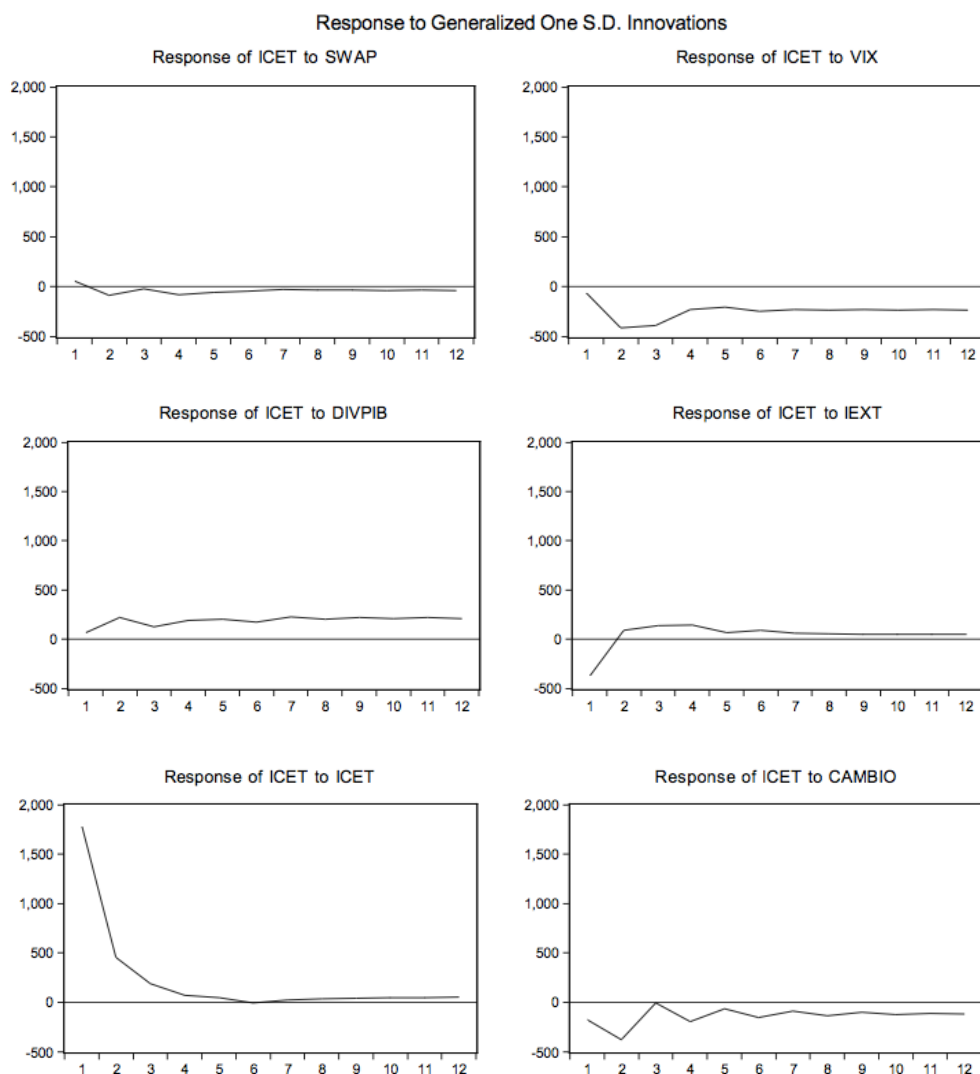 Response to Generalized One S.D. Innovations
Response of ICET to SWAP
2,000
1,500
1,000
500
0
-500
1 2 3 4 5 6 7 8 9 10 11 12
Response of ICET to VIX
2,000
1,500
1,000
500
0
-500
1 2 3 4 5 6 7 8 9 10 11 12
Response of ICET to DIVPIB
2,000
1,500
1,000
500
0
-500
1 2 3 4 5 6 7 8 9 10 11 12
Response of ICET to IEXT
2,000
1,500
1,000
500
0
-500
1 2 3 4 5 6 7 8 9 10 11 12
Response of ICET to ICET
2,000
1,500
1,000
500
0
-500
1 2 3 4 5 6 7 8 9 10 11 12
Response of ICET to CAMBIO
2,000
1,500
1,000
500
0
-500
1 2 3 4 5 6 7 8 9 10 11 12